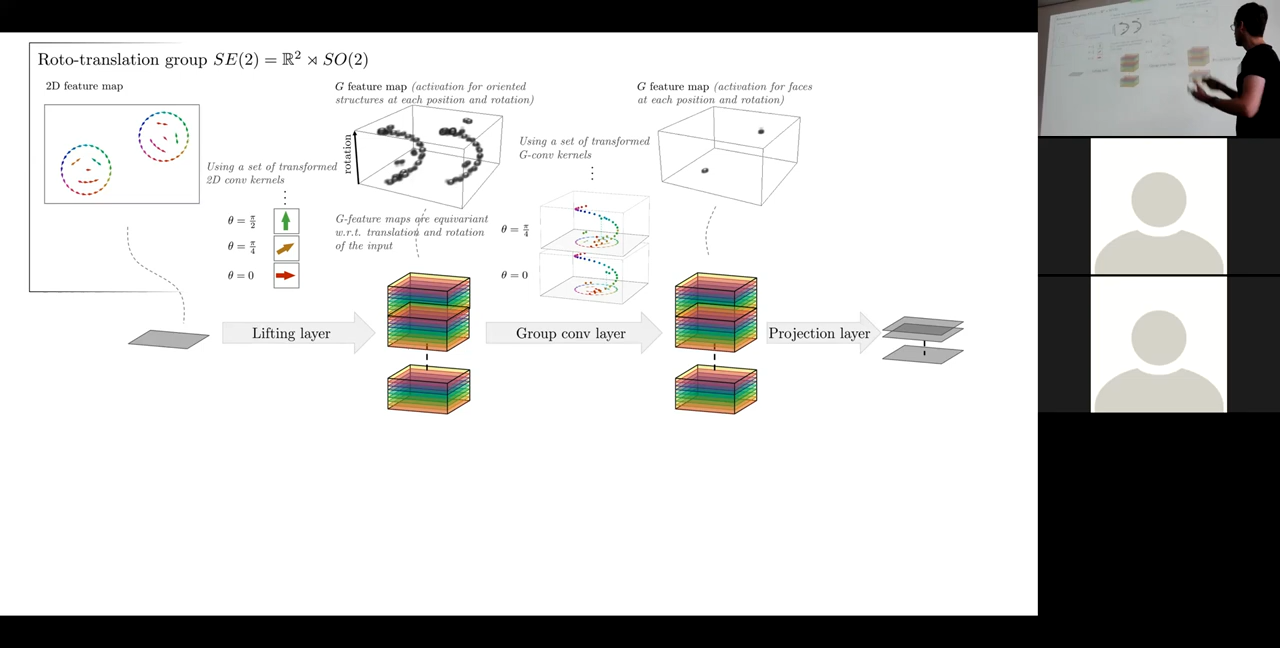 Roto-translation group $SE(2) = \mathbb{R}^2 \rtimes SO(2)$
2D feature map
G feature map (activation for oriented
structures at each position and rotation)
G feature map (activation for faces
at each position and rotation)
rotation
Using a set of transformed
G-conv kernels
⋮
Using a set of transformed
2D conv kernels
⋮
θ = π/2
θ = π/4
θ = 0
G-feature maps are equivariant
w.r.t. translation and rotation
of the input
θ = π/4
θ = 0
Lifting layer
Group conv layer
Projection layer